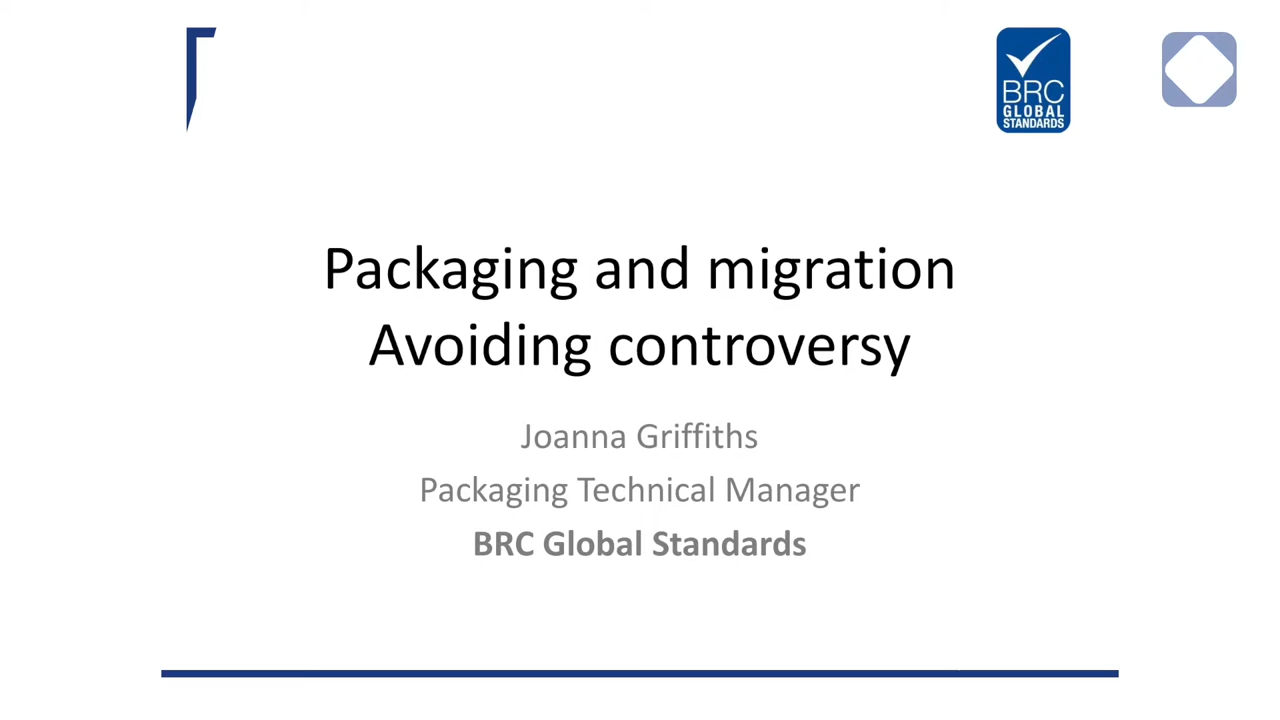 BRC
GLOBAL
STANDARDS
Packaging and migration
Avoiding controversy
Joanna Griffiths
Packaging Technical Manager
BRC Global Standards